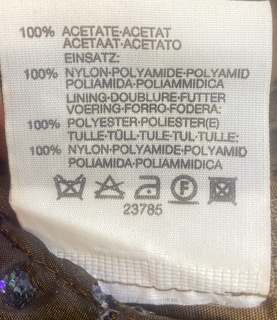 100% ACETATE·ACETAT
ACETAAT·ACETATO
EINSATZ:
100% NYLON·POLYAMIDE·POLYAMID
POLIAMIDA·POLIAMMIDICA
LINING·DOUBLURE·FUTTER
VOERING·FORRO·FODERA:
100% POLYESTER·POLIESTER(E)
TULLE·TÜLL·TULE·TUL·TULLE:
100% NYLON·POLYAMIDE·POLYAMID
POLIAMIDA·POLIAMMIDICA
F
23785